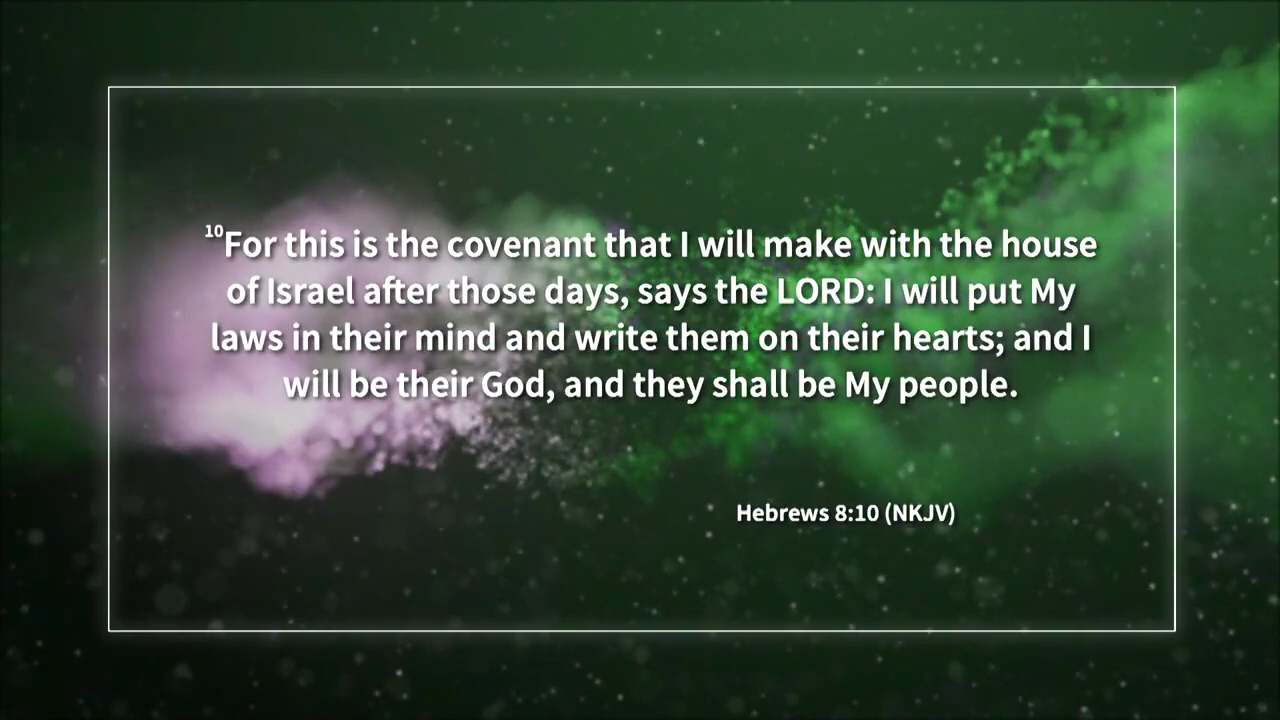 10For this is the covenant that I will make with the house
of Israel after those days, says the LORD: I will put My
laws in their mind and write them on their hearts; and I
will be their God, and they shall be My people.
Hebrews 8:10 (NKJV)